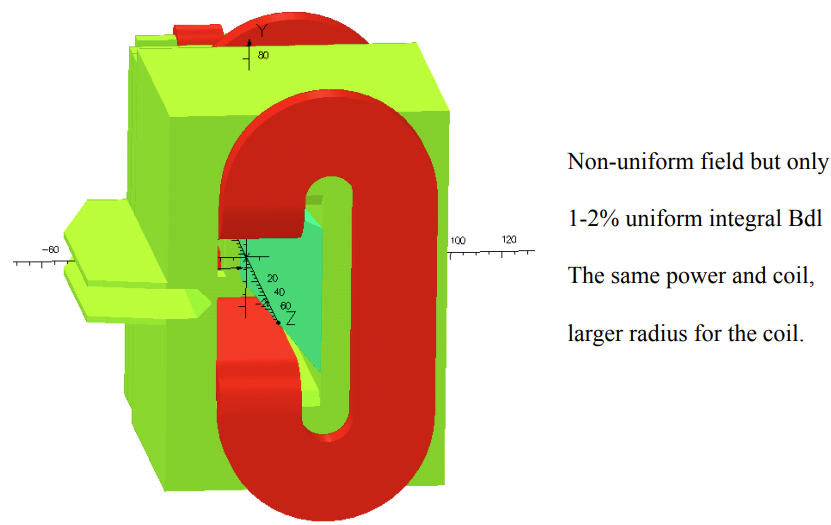 Y
80
-60
100 120
20
40
60
Z
Non-uniform field but only
1-2% uniform integral Bdl
The same power and coil,
larger radius for the coil.